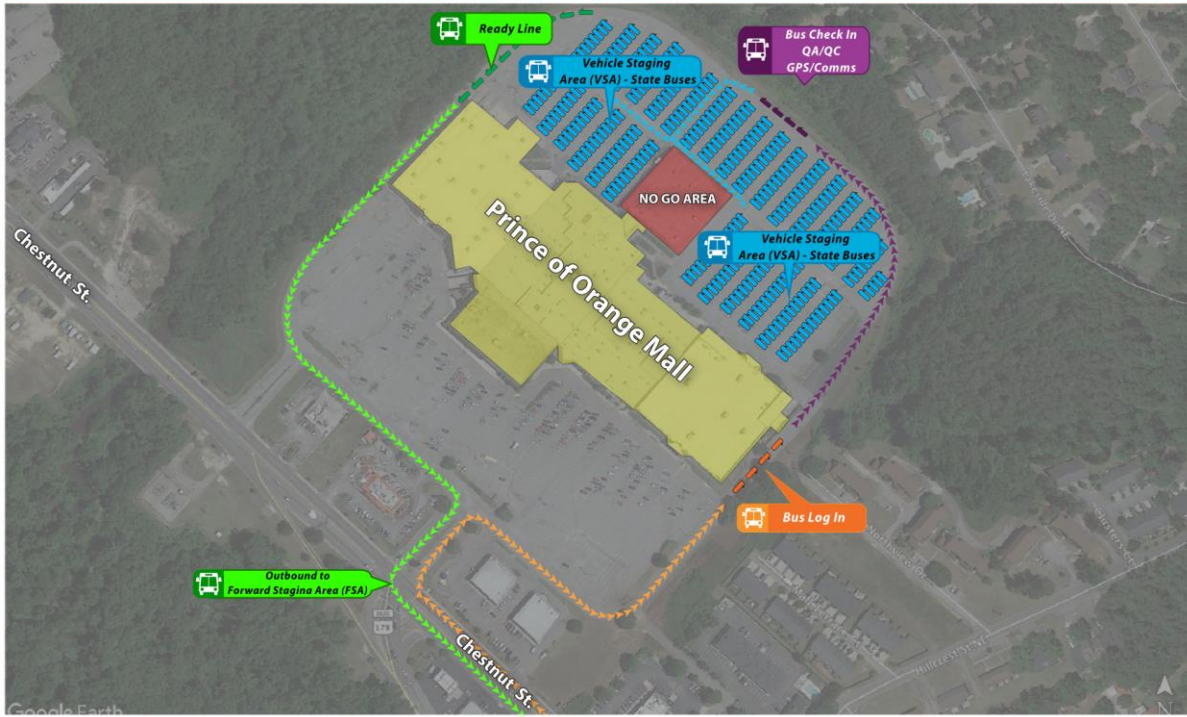 Ready Line
Bus Check In
QA/QC
GPS/Comms
Vehicle Staging
Area (VSA) - State Buses
NO GO AREA
Prince of Orange Mall
Vehicle Staging
Area (VSA) - State Buses
Chestnut St.
Bus Log In
Outbound to
Forward Stagina Area (FSA)
178
Chestnut St.
Google Earth
N